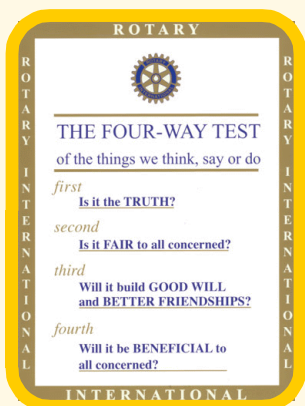 ROTARY
ROTARY INTERNATIONAL
ROTARY INTERNATIONAL
THE FOUR-WAY TEST
of the things we think, say or do
first
Is it the TRUTH?
second
Is it FAIR to all concerned?
third
Will it build GOOD WILL
and BETTER FRIENDSHIPS?
fourth
Will it be BENEFICIAL to
all concerned?
INTERNATIONAL